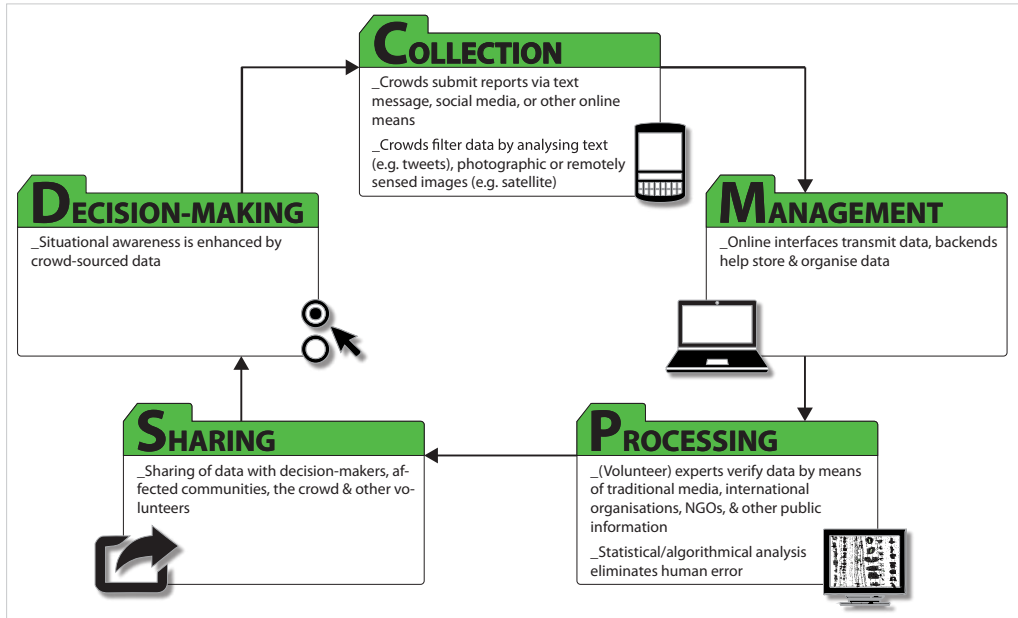 COLLECTION
_Crowds submit reports via text
message, social media, or other online
means
_Crowds filter data by analysing text
(e.g. tweets), photographic or remotely
sensed images (e.g. satellite)
MANAGEMENT
_Online interfaces transmit data, backends
help store & organise data
PROCESSING
_(Volunteer) experts verify data by means
of traditional media, international
organisations, NGOs, & other public
information
_Statistical/algorithmical analysis
eliminates human error
SHARING
_Sharing of data with decision-makers, af-
fected communities, the crowd & other vo-
lunteers
DECISION-MAKING
_Situational awareness is enhanced by
crowd-sourced data